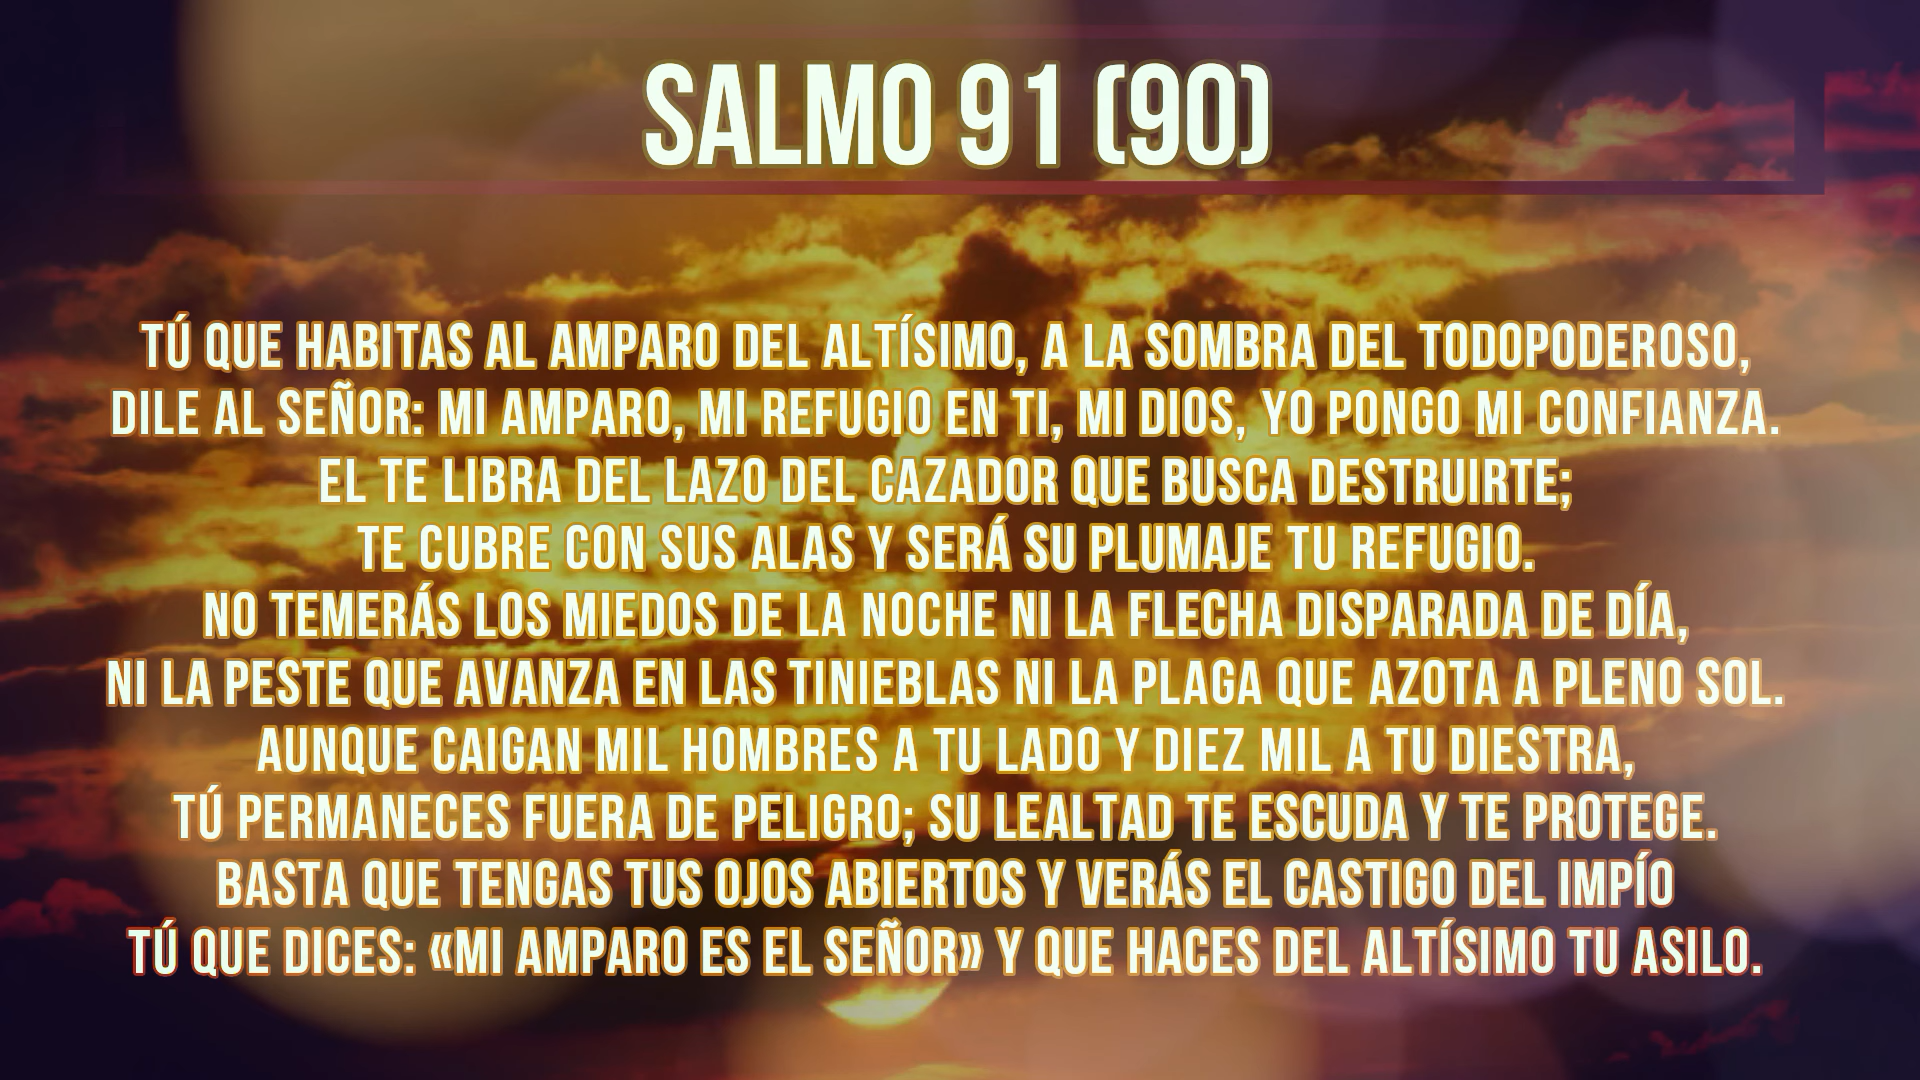 SALMO 91 (90)
TÚ QUE HABITAS AL AMPARO DEL ALTÍSIMO, A LA SOMBRA DEL TODOPODEROSO,
DILE AL SEÑOR: MI AMPARO, MI REFUGIO EN TI, MI DIOS, YO PONGO MI CONFIANZA.
EL TE LIBRA DEL LAZO DEL CAZADOR QUE BUSCA DESTRUIRTE;
TE CUBRE CON SUS ALAS Y SERÁ SU PLUMAJE TU REFUGIO.
NO TEMERÁS LOS MIEDOS DE LA NOCHE NI LA FLECHA DISPARADA DE DÍA,
NI LA PESTE QUE AVANZA EN LAS TINIEBLAS NI LA PLAGA QUE AZOTA A PLENO SOL.
AUNQUE CAIGAN MIL HOMBRES A TU LADO Y DIEZ MIL A TU DIESTRA,
TÚ PERMANECES FUERA DE PELIGRO; SU LEALTAD TE ESCUDA Y TE PROTEGE.
BASTA QUE TENGAS TUS OJOS ABIERTOS Y VERÁS EL CASTIGO DEL IMPÍO
TÚ QUE DICES: «MI AMPARO ES EL SEÑOR» Y QUE HACES DEL ALTÍSIMO TU ASILO.